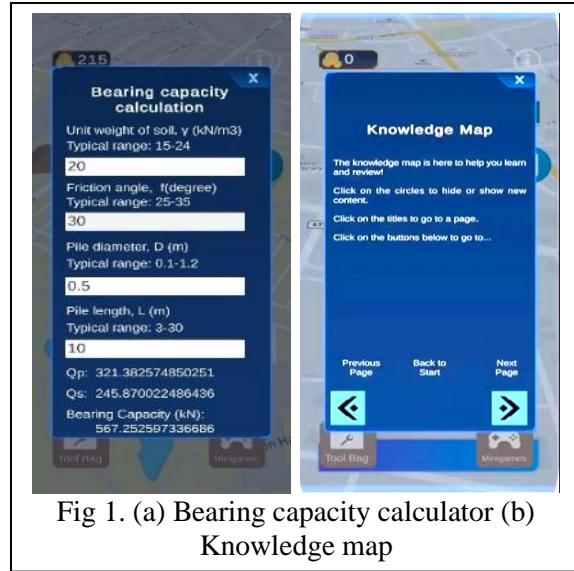 215
X
Bearing capacity
calculation
Unit weight of soil, γ (kN/m3)
Typical range: 15-24
20
Friction angle, f(degree)
Typical range: 25-35
30
Pile diameter, D (m)
Typical range: 0.1-1.2
0.5
Pile length, L (m)
Typical range: 3-30
10
Qp: 321.382574850251
Qs: 245.870022486436
Bearing Capacity (kN):
567.252597336686
Tool Bag
Minigames
0
X
Knowledge Map
The knowledge map is here to help you learn
and review!
Click on the circles to hide or show new
content.
Click on the titles to go to a page.
Click on the buttons below to go to...
Previous
Page
Back to
Start
Next
Page
Tool Bag
Minigames
Fig 1. (a) Bearing capacity calculator (b)
Knowledge map